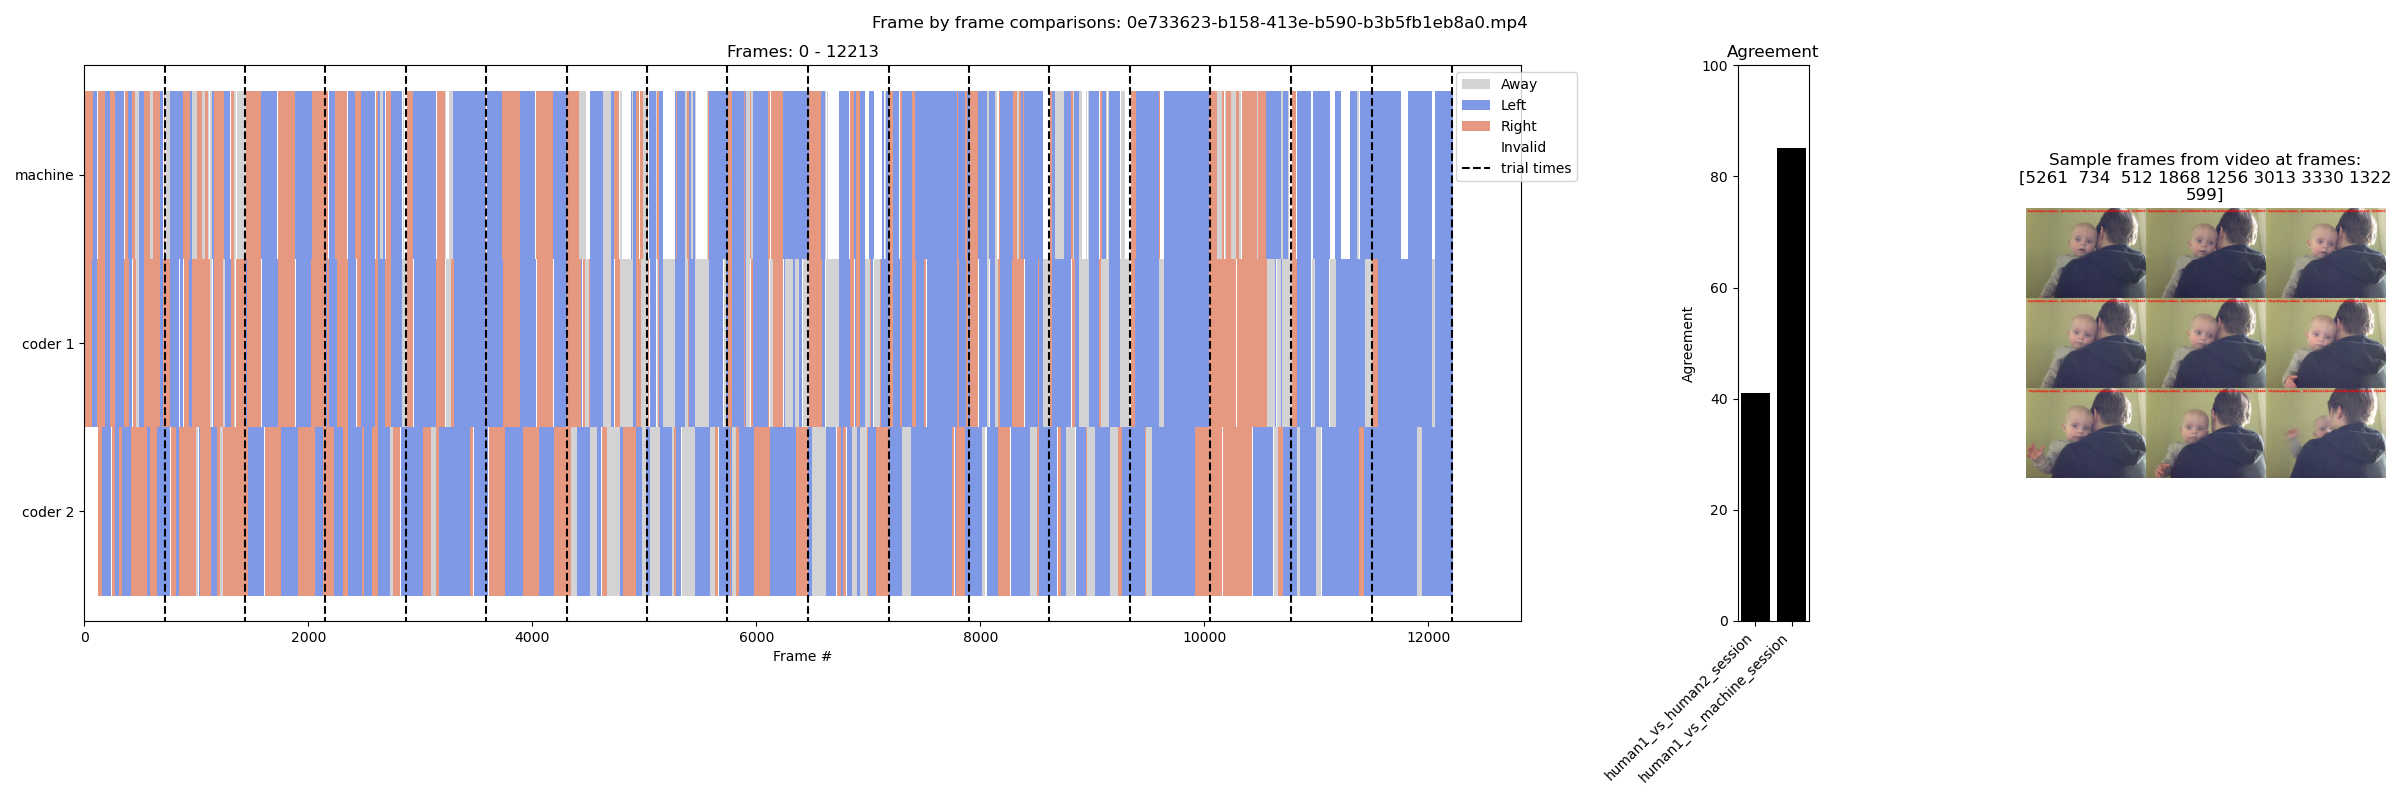 Frame by frame comparisons: 0e733623-b158-413e-b590-b3b5fb1eb8a0.mp4
Frames: 0 - 12213
machine
coder 1
coder 2
0
2000
4000
6000
8000
10000
12000
Frame #
Away
Left
Right
Invalid
trial times
Agreement
100
80
60
40
20
0
Agreement
human1_vs_human2_session
human1_vs_machine_session
Sample frames from video at frames:
[5261 734 512 1868 1256 3013 3330 1322
599]